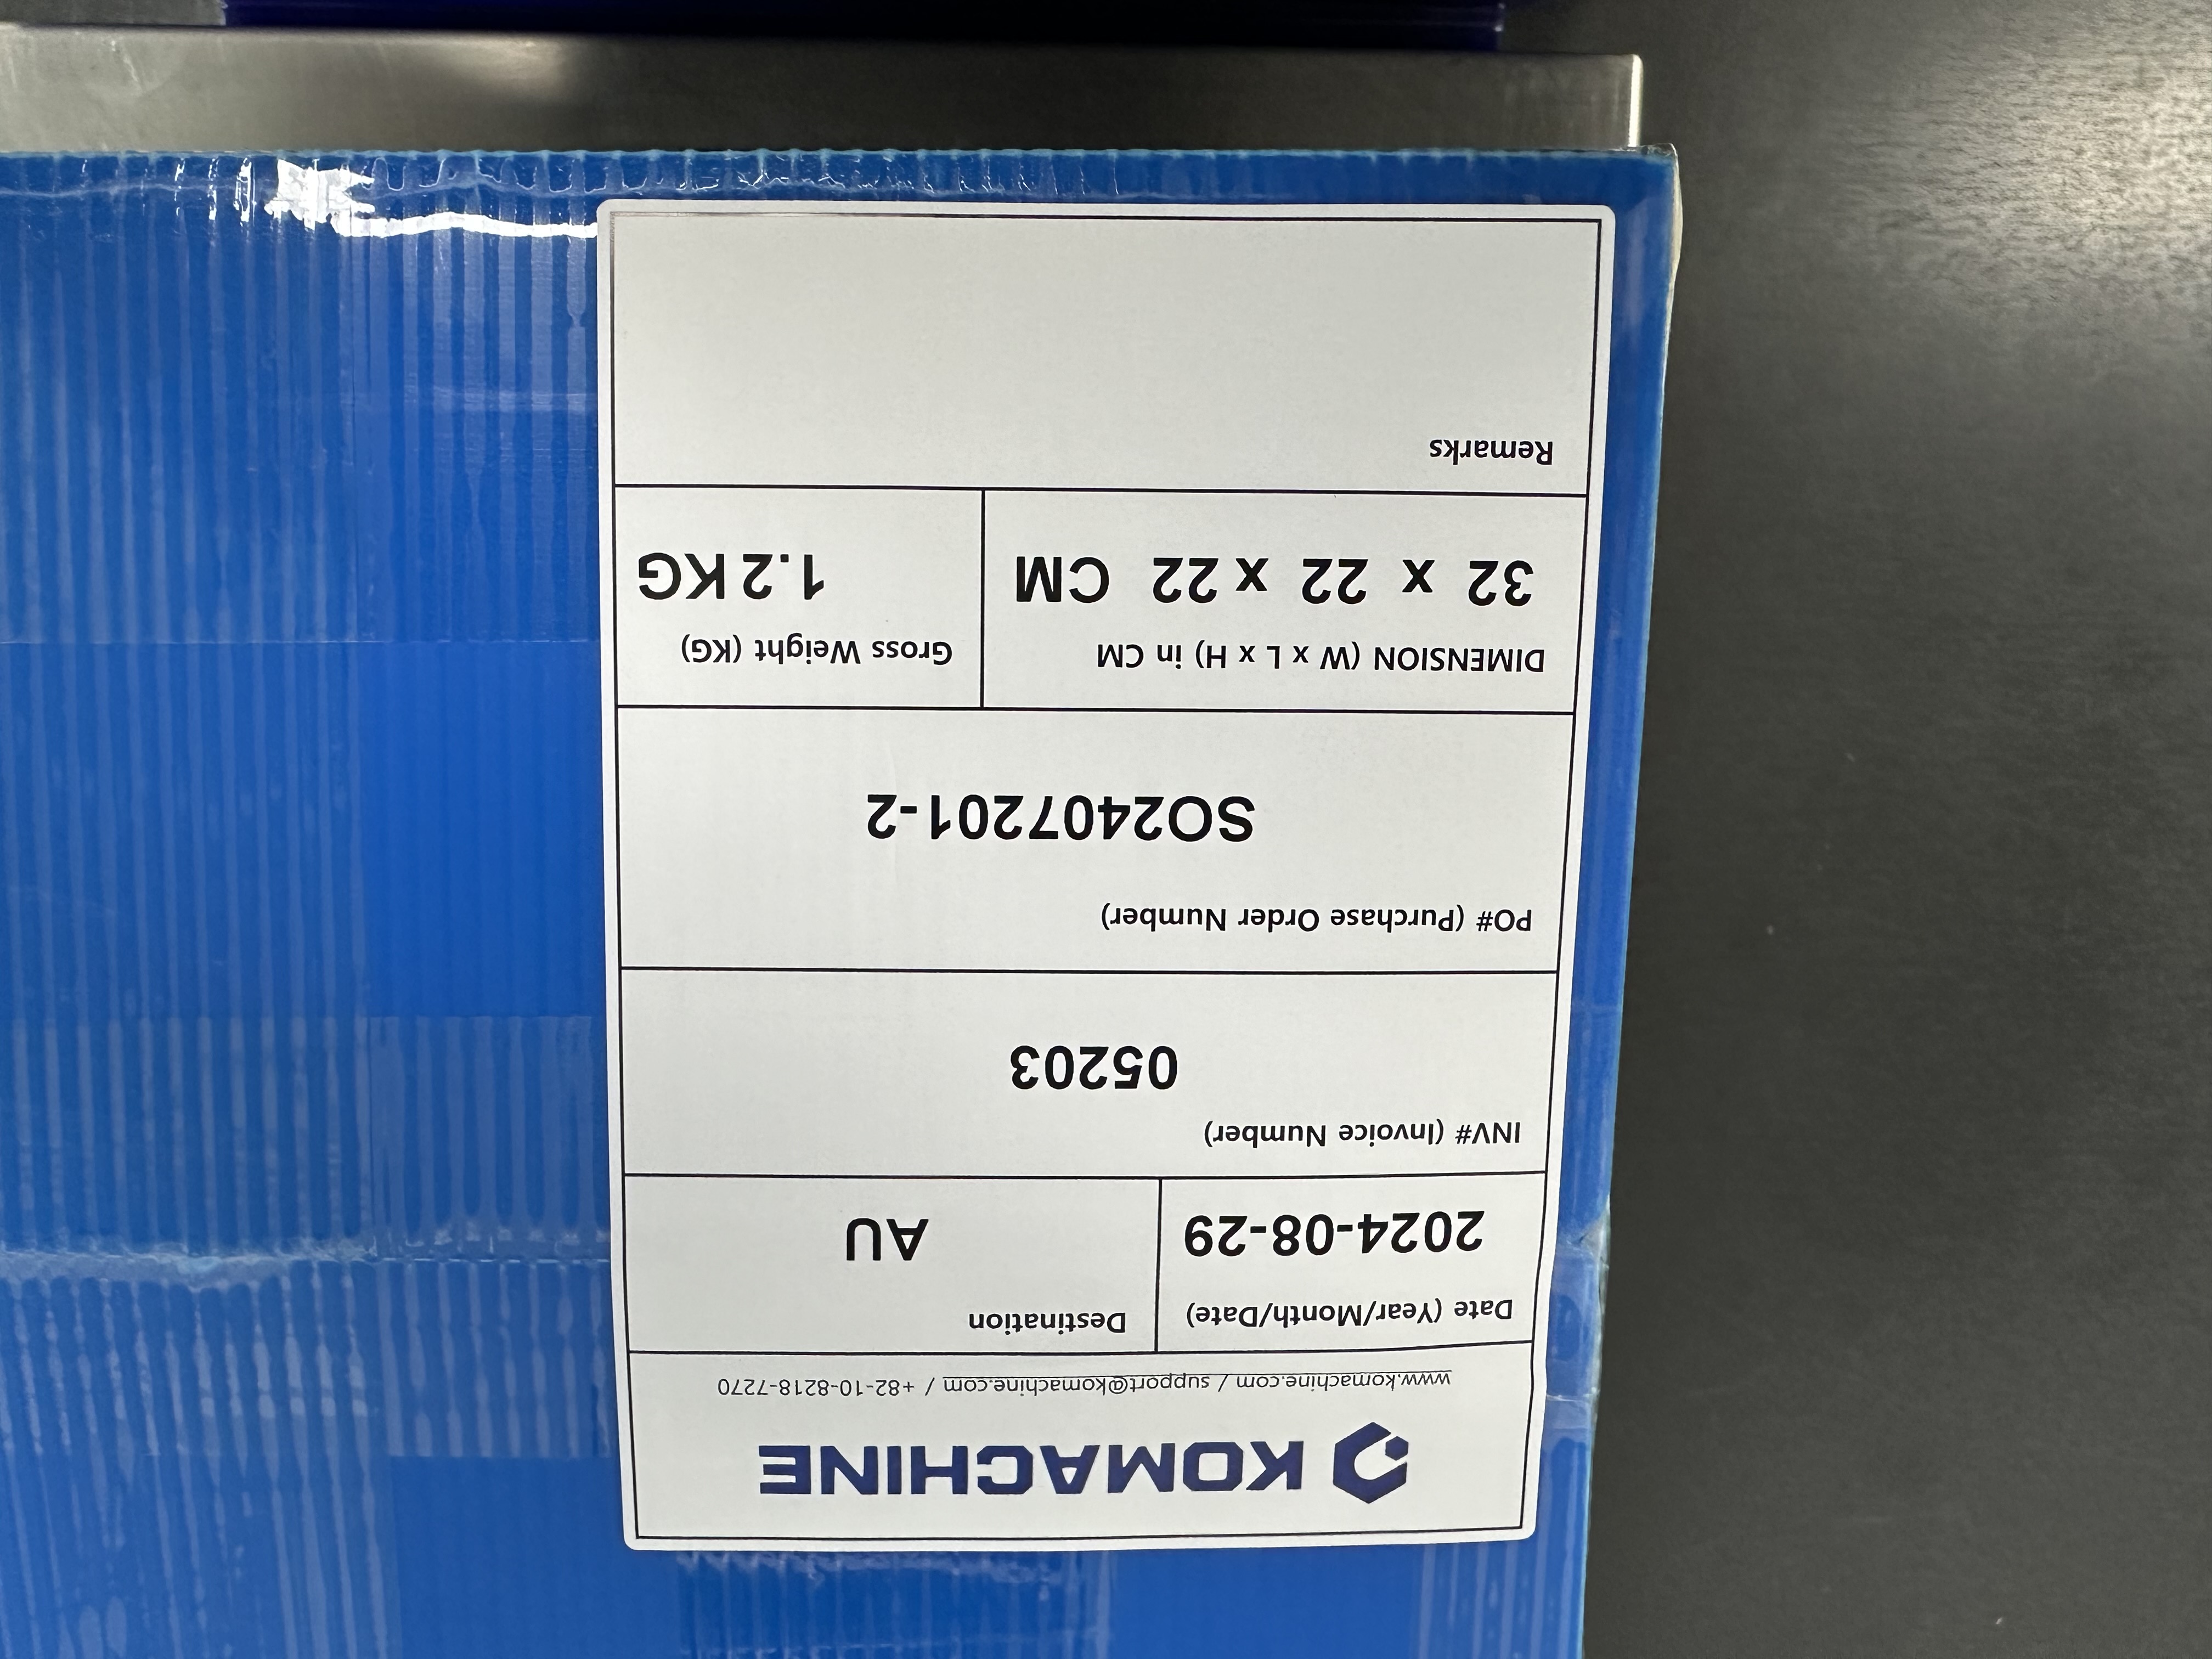 KOMACHINE
www.komachine.com / support@komachine.com / +82-10-8218-7270
Date (Year/Month/Date)
2024-08-29
Destination
AU
INV# (Invoice Number)
05203
PO# (Purchase Order Number)
SO2407201-2
DIMENSION (W x L x H) in CM
32 x 22 x 22 CM
Gross Weight (KG)
1.2 KG
Remarks